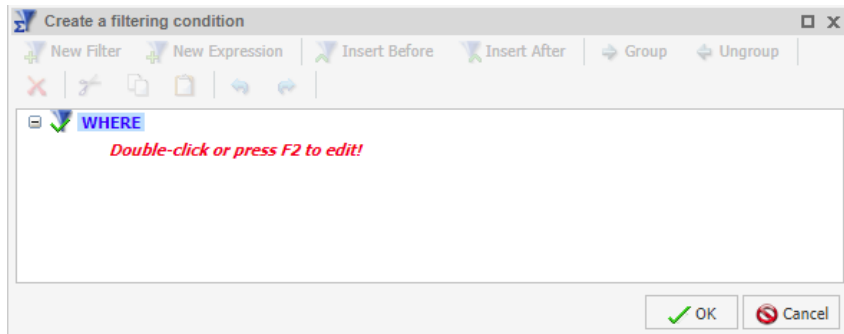 Create a filtering condition
New Filter New Expression Insert Before Insert After Group Ungroup
WHERE
Double-click or press F2 to edit!
OK Cancel